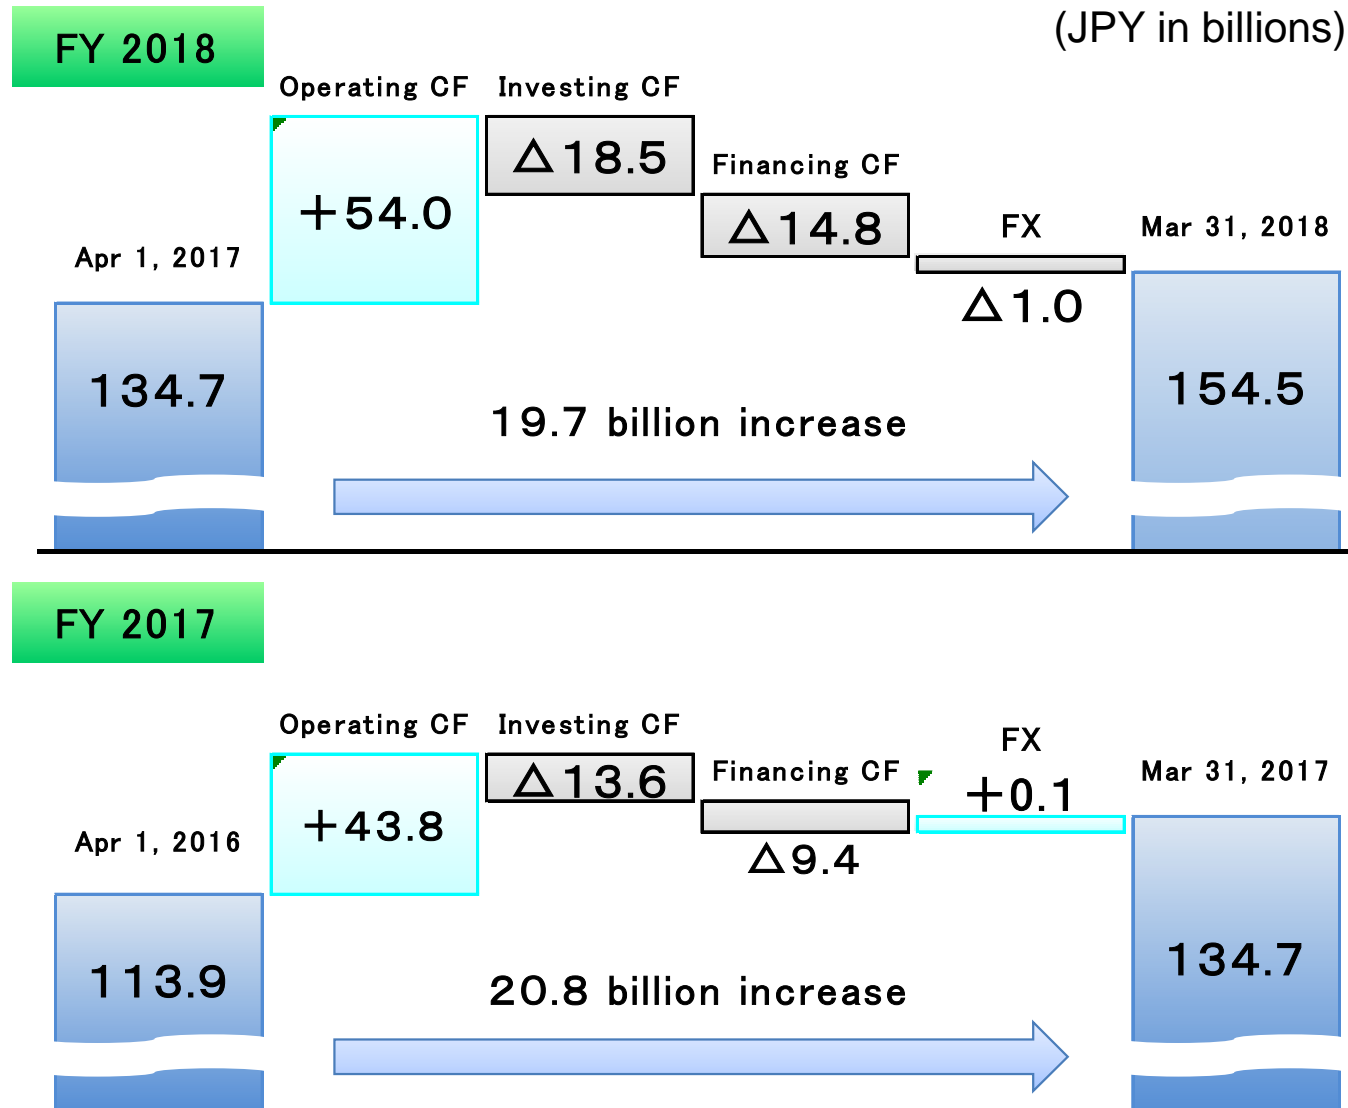 FY 2018
(JPY in billions)
Operating CF
Investing CF
△18.5
Financing CF
+54.0
△14.8
FX
Mar 31, 2018
Apr 1, 2017
△1.0
134.7
154.5
19.7 billion increase
FY 2017
Operating CF
Investing CF
FX
△13.6
Financing CF
+0.1
Mar 31, 2017
+43.8
Apr 1, 2016
△9.4
113.9
134.7
20.8 billion increase